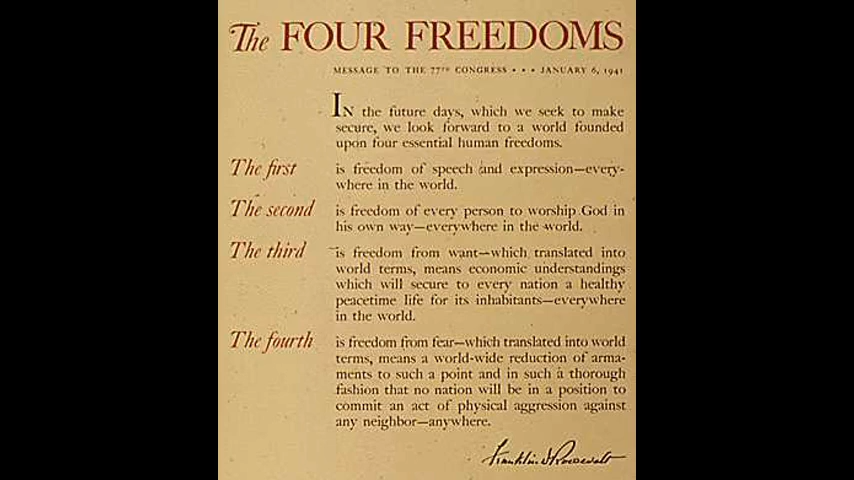 The FOUR FREEDOMS
MESSAGE TO THE 77TH CONGRESS • • • JANUARY 6, 1941
IN the future days, which we seek to make
secure, we look forward to a world founded
upon four essential human freedoms.
The first is freedom of speech and expression—every-
where in the world.
The second is freedom of every person to worship God in
his own way—everywhere in the world.
The third is freedom from want—which translated into
world terms, means economic understandings
which will secure to every nation a healthy
peacetime life for its inhabitants—everywhere
in the world.
The fourth is freedom from fear—which translated into world
terms, means a world-wide reduction of arma-
ments to such a point and in such a thorough
fashion that no nation will be in a position to
commit an act of physical aggression against
any neighbor—anywhere.
Franklin D Roosevelt